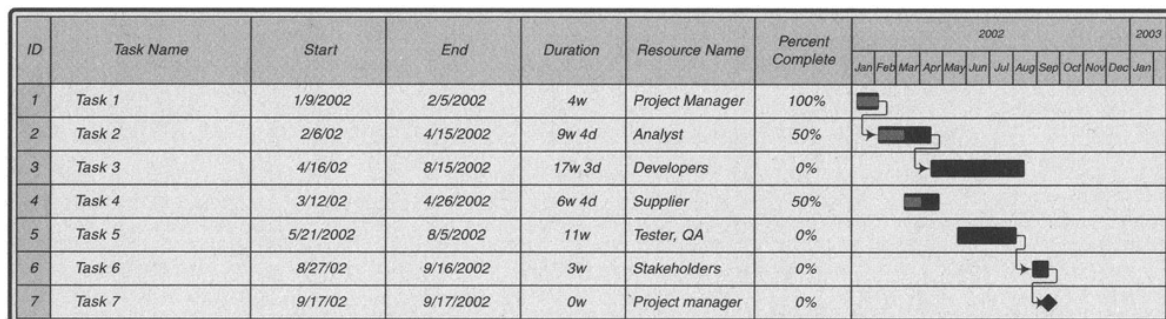 ID Task Name Start End Duration Resource Name Percent Complete 2002 2003
Jan Feb Mar Apr May Jun Jul Aug Sep Oct Nov Dec Jan
1 Task 1 1/9/2002 2/5/2002 4w Project Manager 100%
2 Task 2 2/6/02 4/15/2002 9w 4d Analyst 50%
3 Task 3 4/16/02 8/15/2002 17w 3d Developers 0%
4 Task 4 3/12/02 4/26/2002 6w 4d Supplier 50%
5 Task 5 5/21/2002 8/5/2002 11w Tester, QA 0%
6 Task 6 8/27/02 9/16/2002 3w Stakeholders 0%
7 Task 7 9/17/02 9/17/2002 0w Project manager 0%